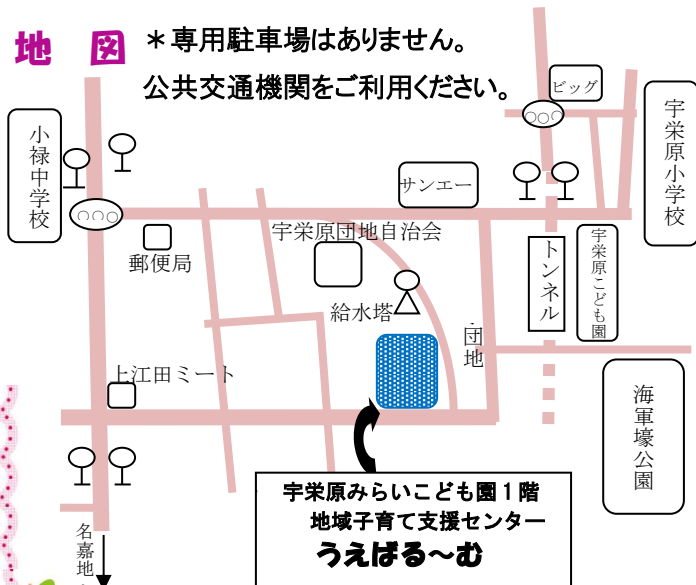 地図
＊専用駐車場はありません。
公共交通機関をご利用ください。
ビッグ
小禄中学校
宇栄原小学校
サンエー
宇栄原団地自治会
郵便局
トンネル
宇栄原こども園
給水塔
団地
上江田ミート
海軍壕公園
宇栄原みらいこども園１階
地域子育て支援センター
うえばる～む
名嘉地